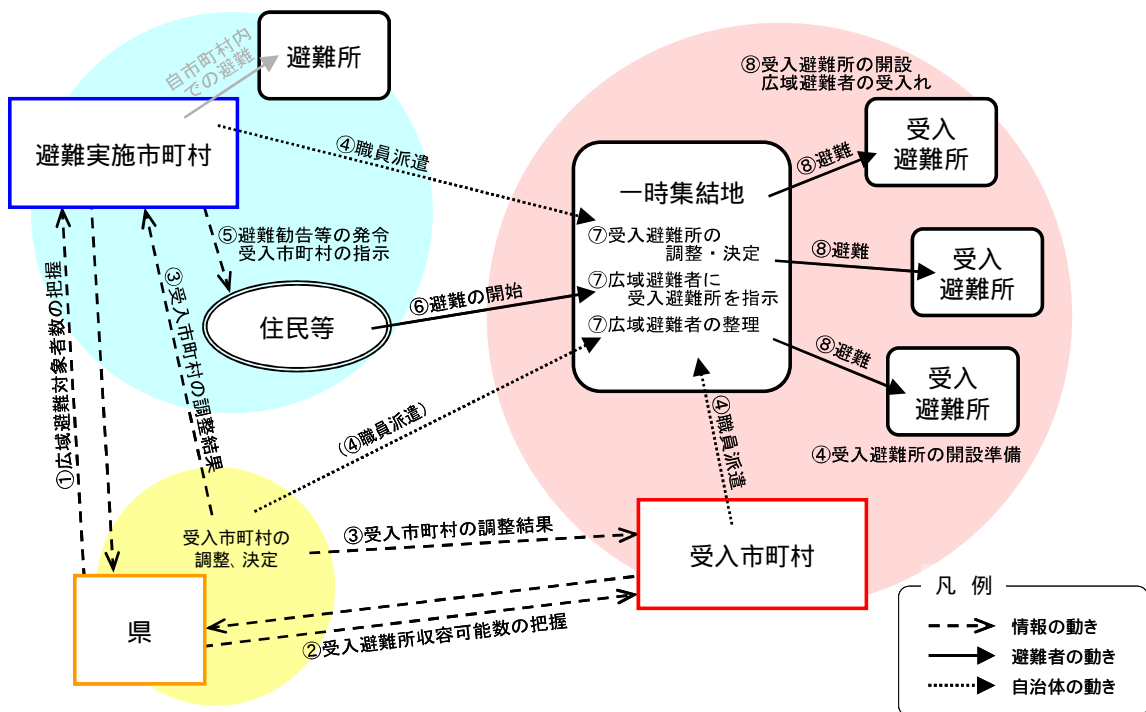 避難所
自市町村内
での避難
避難実施市町村
④職員派遣
⑤避難勧告等の発令
受入市町村の指示
住民等
⑥避難の開始
①広域避難対象者数の把握
③受入市町村の調整結果
(④職員派遣)
受入市町村の
調整、決定
県
③受入市町村の調整結果
②受入避難所収容可能数の把握
⑧受入避難所の開設
広域避難者の受入れ
一時集結地
⑦受入避難所の
調整・決定
⑦広域避難者に
受入避難所を指示
⑦広域避難者の整理
⑧避難
受入
避難所
⑧避難
受入
避難所
⑧避難
受入
避難所
④職員派遣
④受入避難所の開設準備
受入市町村
凡 例
情報の動き
避難者の動き
自治体の動き